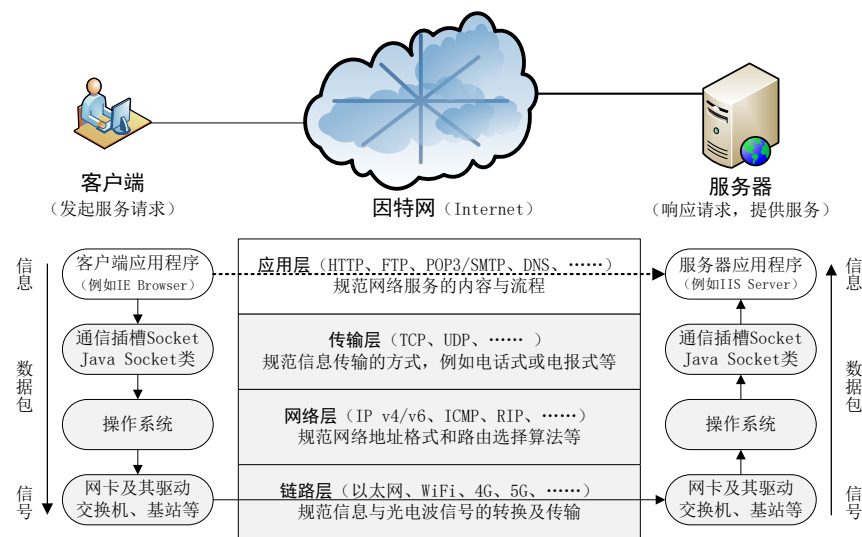 客户端
（发起服务请求）
因特网（Internet）
服务器
（响应请求，提供服务）
信息
数据包
信号
客户端应用程序
（例如IE Browser）
通信插槽Socket
Java Socket类
操作系统
网卡及其驱动
交换机、基站等
应用层（HTTP、FTP、POP3/SMTP、DNS、……）
规范网络服务的内容与流程
传输层（TCP、UDP、…… ）
规范信息传输的方式，例如电话式或电报式等
网络层（IP v4/v6、ICMP、RIP、……）
规范网络地址格式和路由选择算法等
链路层（以太网、WiFi、4G、5G、……）
规范信息与光电波信号的转换及传输
服务器应用程序
（例如IIS Server）
通信插槽Socket
Java Socket类
操作系统
网卡及其驱动
交换机、基站等
信息
数据包
信号